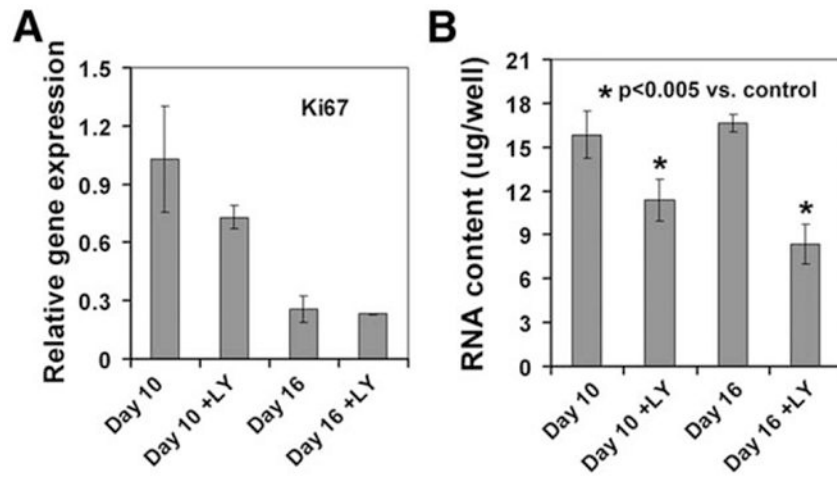 A
Relative gene expression
1.5
1.2
0.9
0.6
0.3
0
Ki67
Day 10
Day 10 +LY
Day 16
Day 16 +LY
B
RNA content (ug/well)
21
18
15
12
9
6
3
0
* p<0.005 vs. control
*
*
Day 10
Day 10 +LY
Day 16
Day 16 +LY